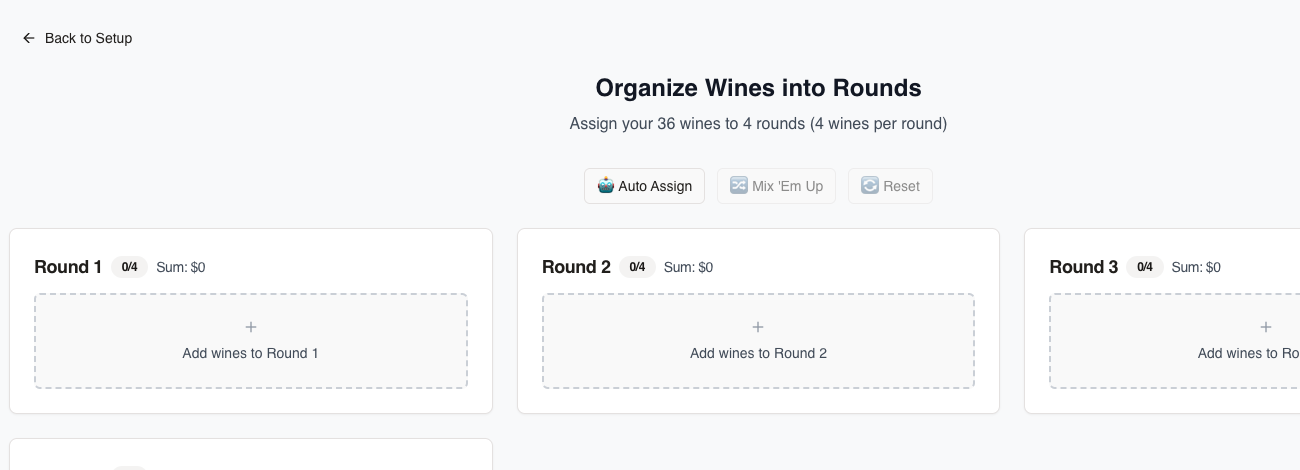 Back to Setup
Organize Wines into Rounds
Assign your 36 wines to 4 rounds (4 wines per round)
Auto Assign Mix 'Em Up Reset
Round 1 0/4 Sum: $0
Add wines to Round 1
Round 2 0/4 Sum: $0
Add wines to Round 2
Round 3 0/4 Sum: $0
Add wines to Ro